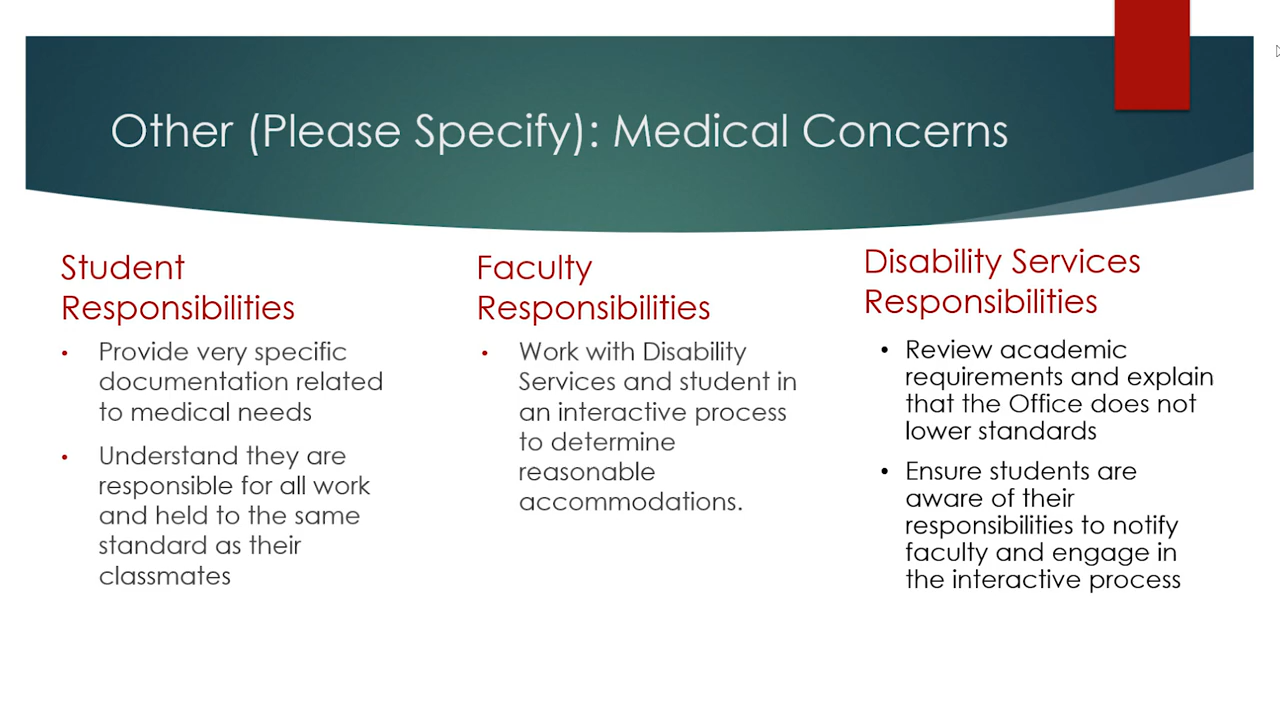 Other (Please Specify): Medical Concerns
Student
Responsibilities
• Provide very specific
documentation related
to medical needs
• Understand they are
responsible for all work
and held to the same
standard as their
classmates
Faculty
Responsibilities
• Work with Disability
Services and student in
an interactive process
to determine
reasonable
accommodations.
Disability Services
Responsibilities
• Review academic
requirements and explain
that the Office does not
lower standards
• Ensure students are
aware of their
responsibilities to notify
faculty and engage in
the interactive process